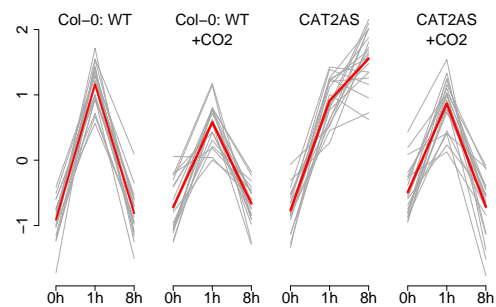 Col−0: WT
Col−0: WT
+CO2
CAT2AS
CAT2AS
+CO2
2
1
0
−1
0h 1h 8h
0h 1h 8h
0h 1h 8h
0h 1h 8h